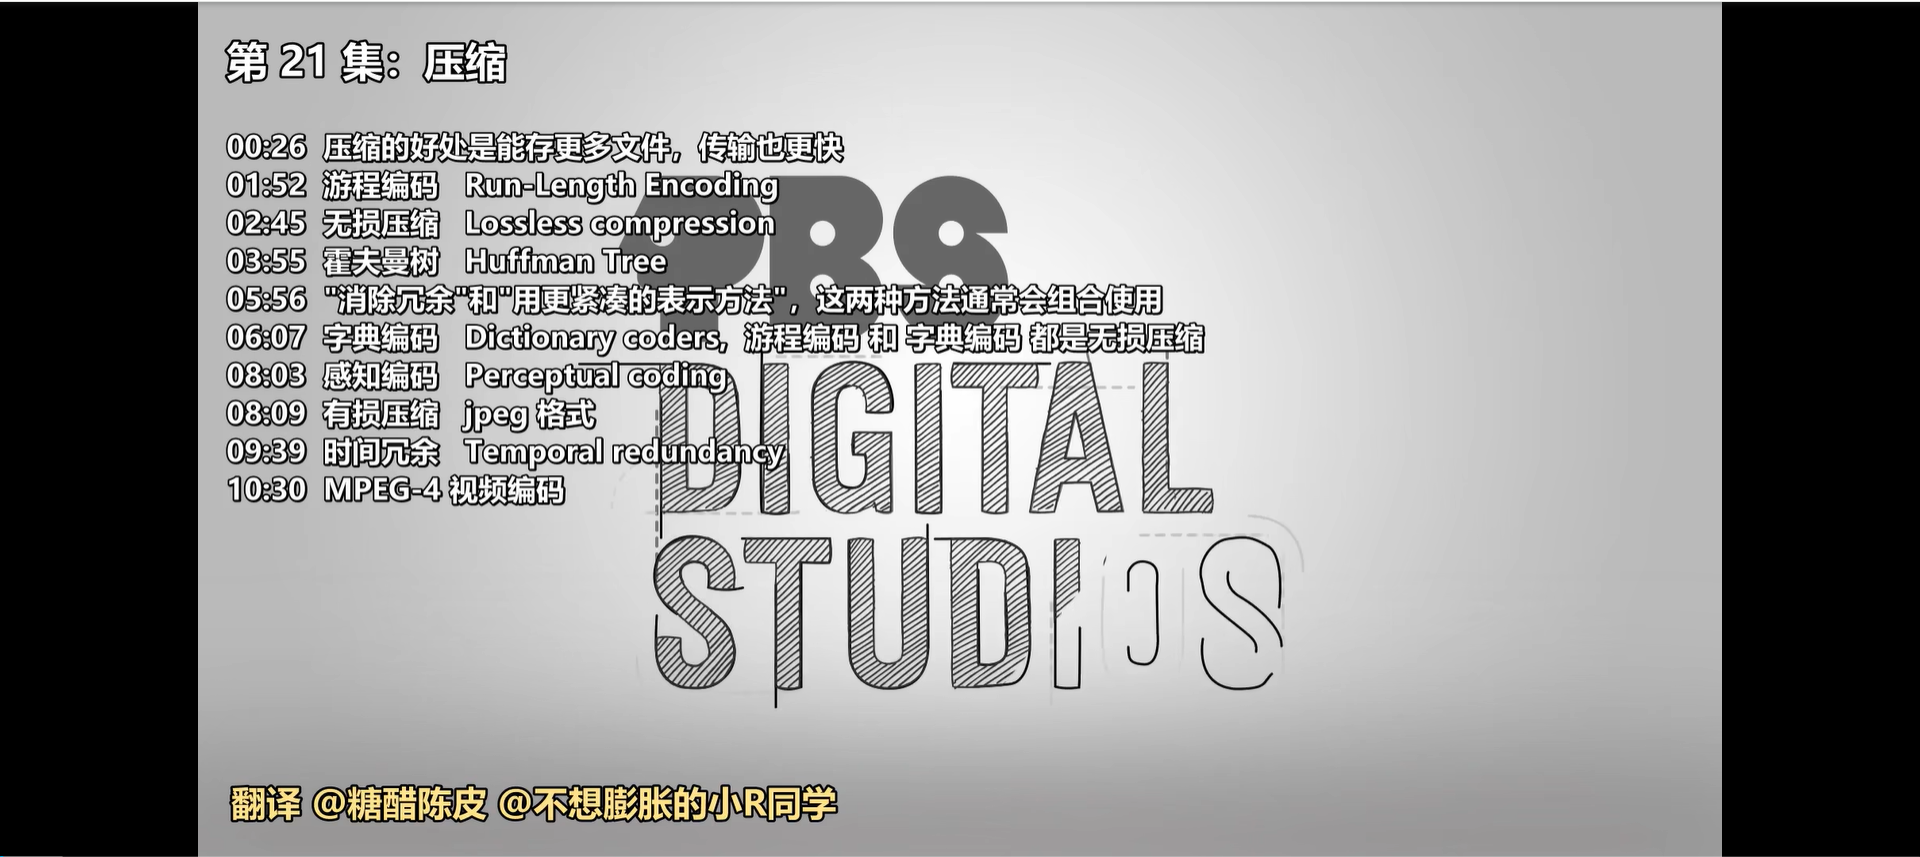 第 21 集：压缩
00:26 压缩的好处是能存更多文件，传输也更快
01:52 游程编码 Run-Length Encoding
02:45 无损压缩 Lossless compression
03:55 霍夫曼树 Huffman Tree
05:56 "消除冗余"和"用更紧凑的表示方法"，这两种方法通常会组合使用
06:07 字典编码 Dictionary coders，游程编码 和 字典编码 都是无损压缩
08:03 感知编码 Perceptual coding
08:09 有损压缩 jpeg 格式
09:39 时间冗余 Temporal redundancy
10:30 MPEG-4 视频编码
PBS
DIGITAL
STUDIOS
翻译 @糖醋陈皮 @不想膨胀的小R同学